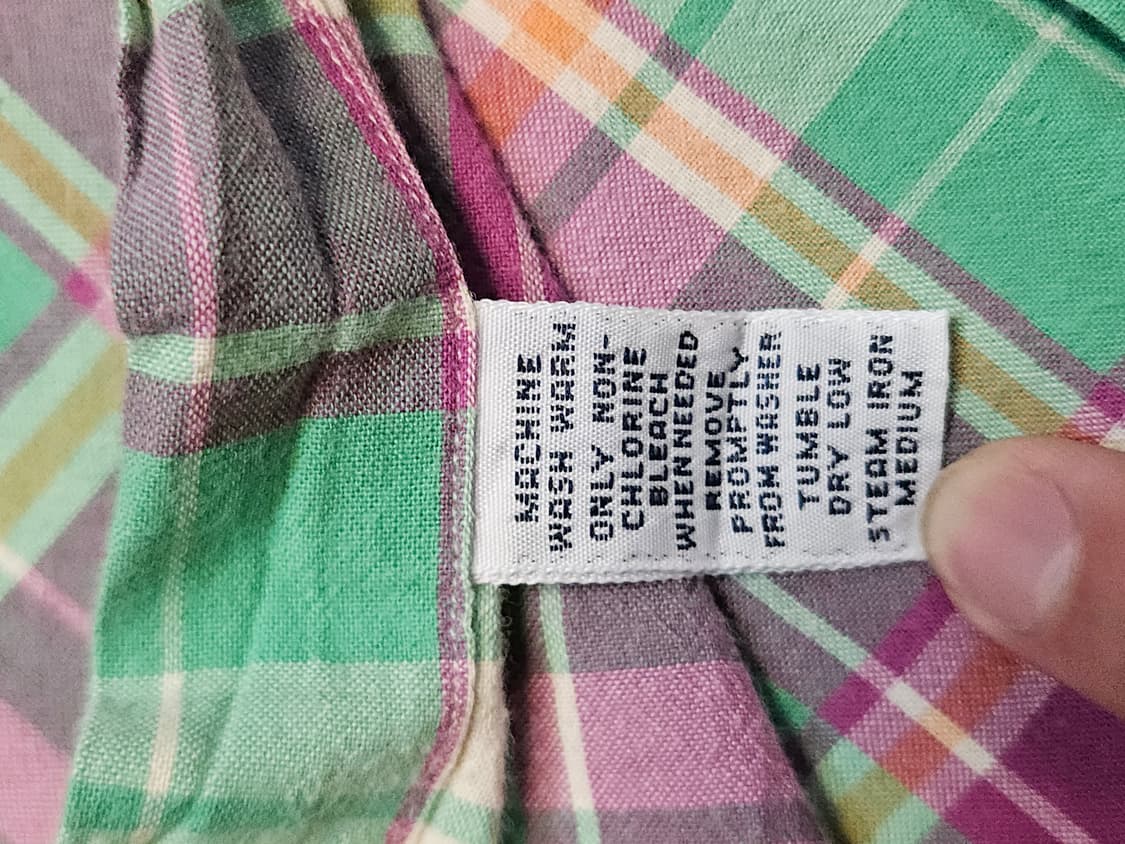 MACHINE
WASH WARM
ONLY NON-
CHLORINE
BLEACH
WHEN NEEDED
REMOVE
PROMPTLY
FROM WASHER
TUMBLE
DRY LOW
STEAM IRON
MEDIUM